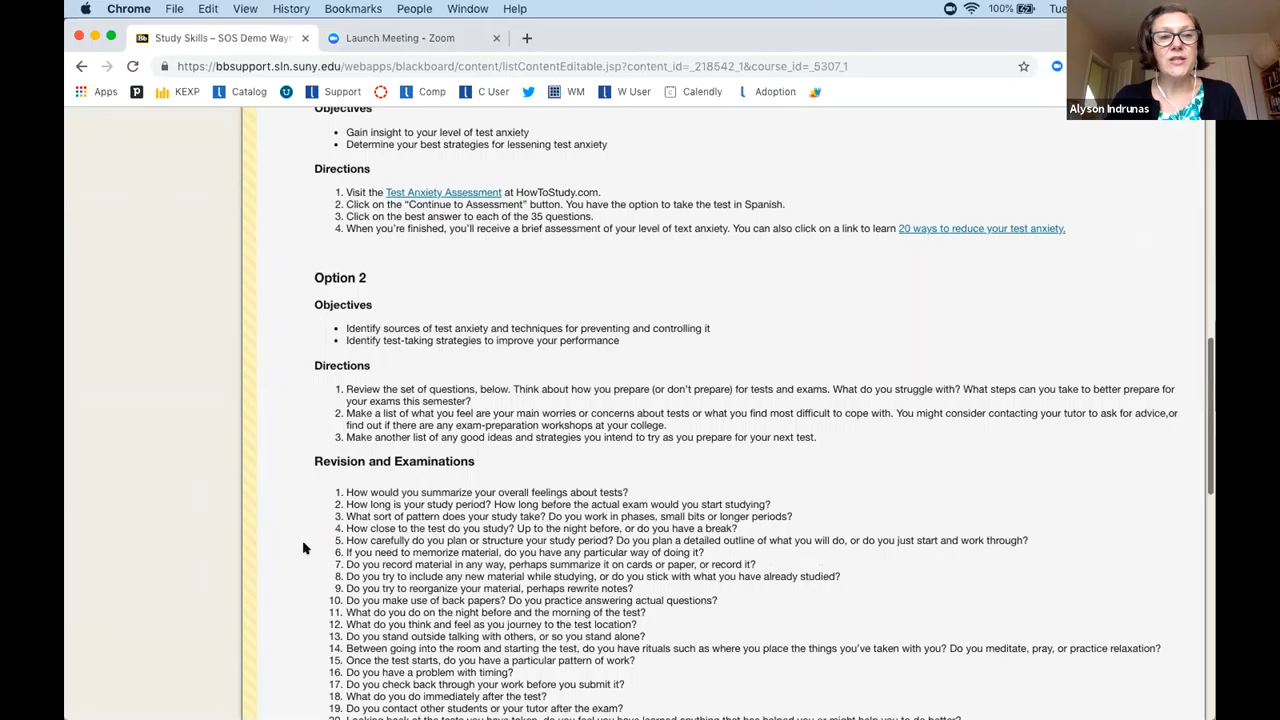 Chrome File Edit View History Bookmarks People Window Help 100% Tue
Study Skills – SOS Demo Wayn
Launch Meeting - Zoom
https://bbsupport.sln.suny.edu/webapps/blackboard/content/listContentEditable.jsp?content_id=_218542_1&course_id=_5307_1
Apps KEXP Catalog Support Comp C User WM W User Calendly Adoption
Alyson Indrunas
Objectives
• Gain insight to your level of test anxiety
• Determine your best strategies for lessening test anxiety
Directions
1. Visit the Test Anxiety Assessment at HowToStudy.com.
2. Click on the “Continue to Assessment” button. You have the option to take the test in Spanish.
3. Click on the best answer to each of the 35 questions.
4. When you’re finished, you’ll receive a brief assessment of your level of text anxiety. You can also click on a link to learn 20 ways to reduce your test anxiety.
Option 2
Objectives
• Identify sources of test anxiety and techniques for preventing and controlling it
• Identify test-taking strategies to improve your performance
Directions
1. Review the set of questions, below. Think about how you prepare (or don’t prepare) for tests and exams. What do you struggle with? What steps can you take to better prepare for
your exams this semester?
2. Make a list of what you feel are your main worries or concerns about tests or what you find most difficult to cope with. You might consider contacting your tutor to ask for advice,or
find out if there are any exam-preparation workshops at your college.
3. Make another list of any good ideas and strategies you intend to try as you prepare for your next test.
Revision and Examinations
1. How would you summarize your overall feelings about tests?
2. How long is your study period? How long before the actual exam would you start studying?
3. What sort of pattern does your study take? Do you work in phases, small bits or longer periods?
4. How close to the test do you study? Up to the night before, or do you have a break?
5. How carefully do you plan or structure your study period? Do you plan a detailed outline of what you will do, or do you just start and work through?
6. If you need to memorize material, do you have any particular way of doing it?
7. Do you record material in any way, perhaps summarize it on cards or paper, or record it?
8. Do you try to include any new material while studying, or do you stick with what you have already studied?
9. Do you try to reorganize your material, perhaps rewrite notes?
10. Do you make use of back papers? Do you practice answering actual questions?
11. What do you do on the night before and the morning of the test?
12. What do you think and feel as you journey to the test location?
13. Do you stand outside talking with others, or so you stand alone?
14. Between going into the room and starting the test, do you have rituals such as where you place the things you’ve taken with you? Do you meditate, pray, or practice relaxation?
15. Once the test starts, do you have a particular pattern of work?
16. Do you have a problem with timing?
17. Do you check back through your work before you submit it?
18. What do you do immediately after the test?
19. Do you contact other students or your tutor after the exam?
20. Looking back at the tests you have taken, do you feel you have learned anything that has helped you or might help you to do better?